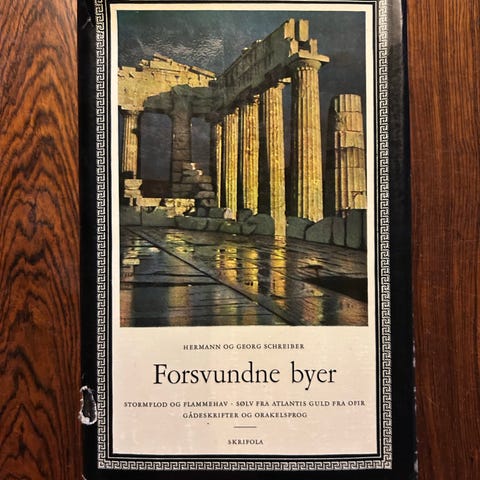 HERMANN OG GEORG SCHREIBER
Forsvundne byer
STORMFLOD OG FLAMMEHAV · SØLV FRA ATLANTIS GULD FRA OFIR
GÅDESKRIFTER OG ORAKELSPROG
SKRIFOLA